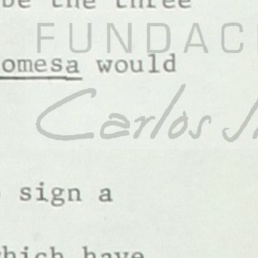 be the three
FUNDAC
omesa would
Carlos
sign a
which have